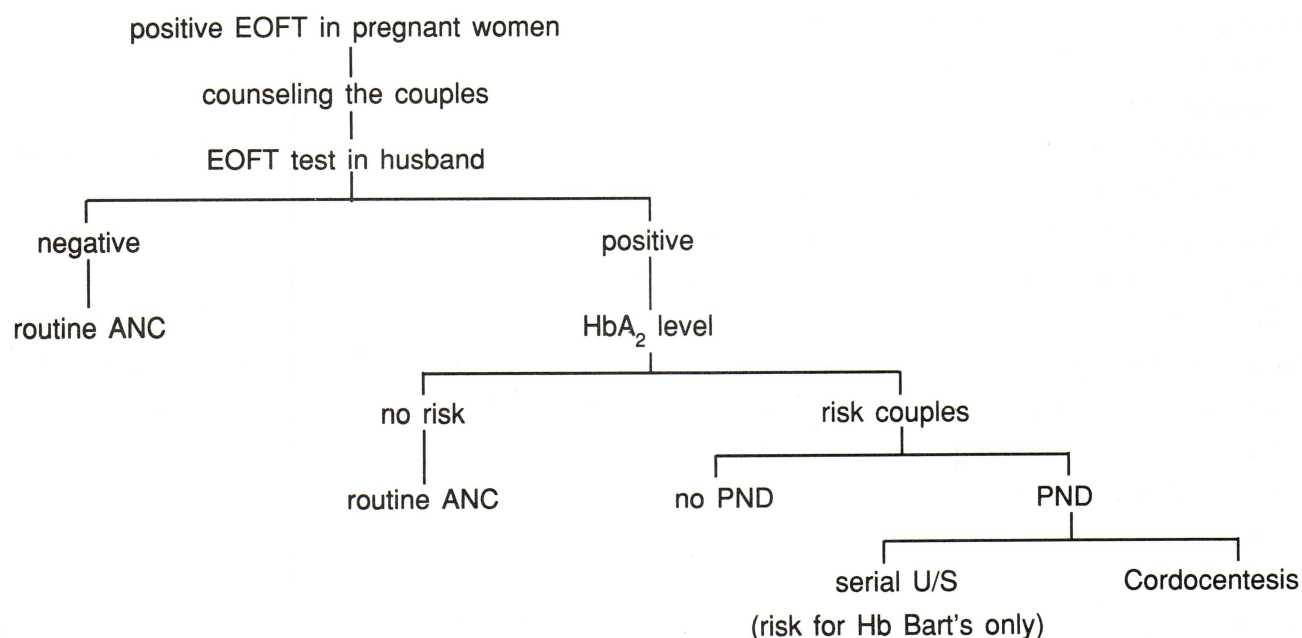 positive EOFT in pregnant women
counseling the couples
EOFT test in husband
negative
positive
routine ANC
HbA₂ level
no risk
risk couples
routine ANC
no PND
PND
serial U/S
Cordocentesis
(risk for Hb Bart's only)